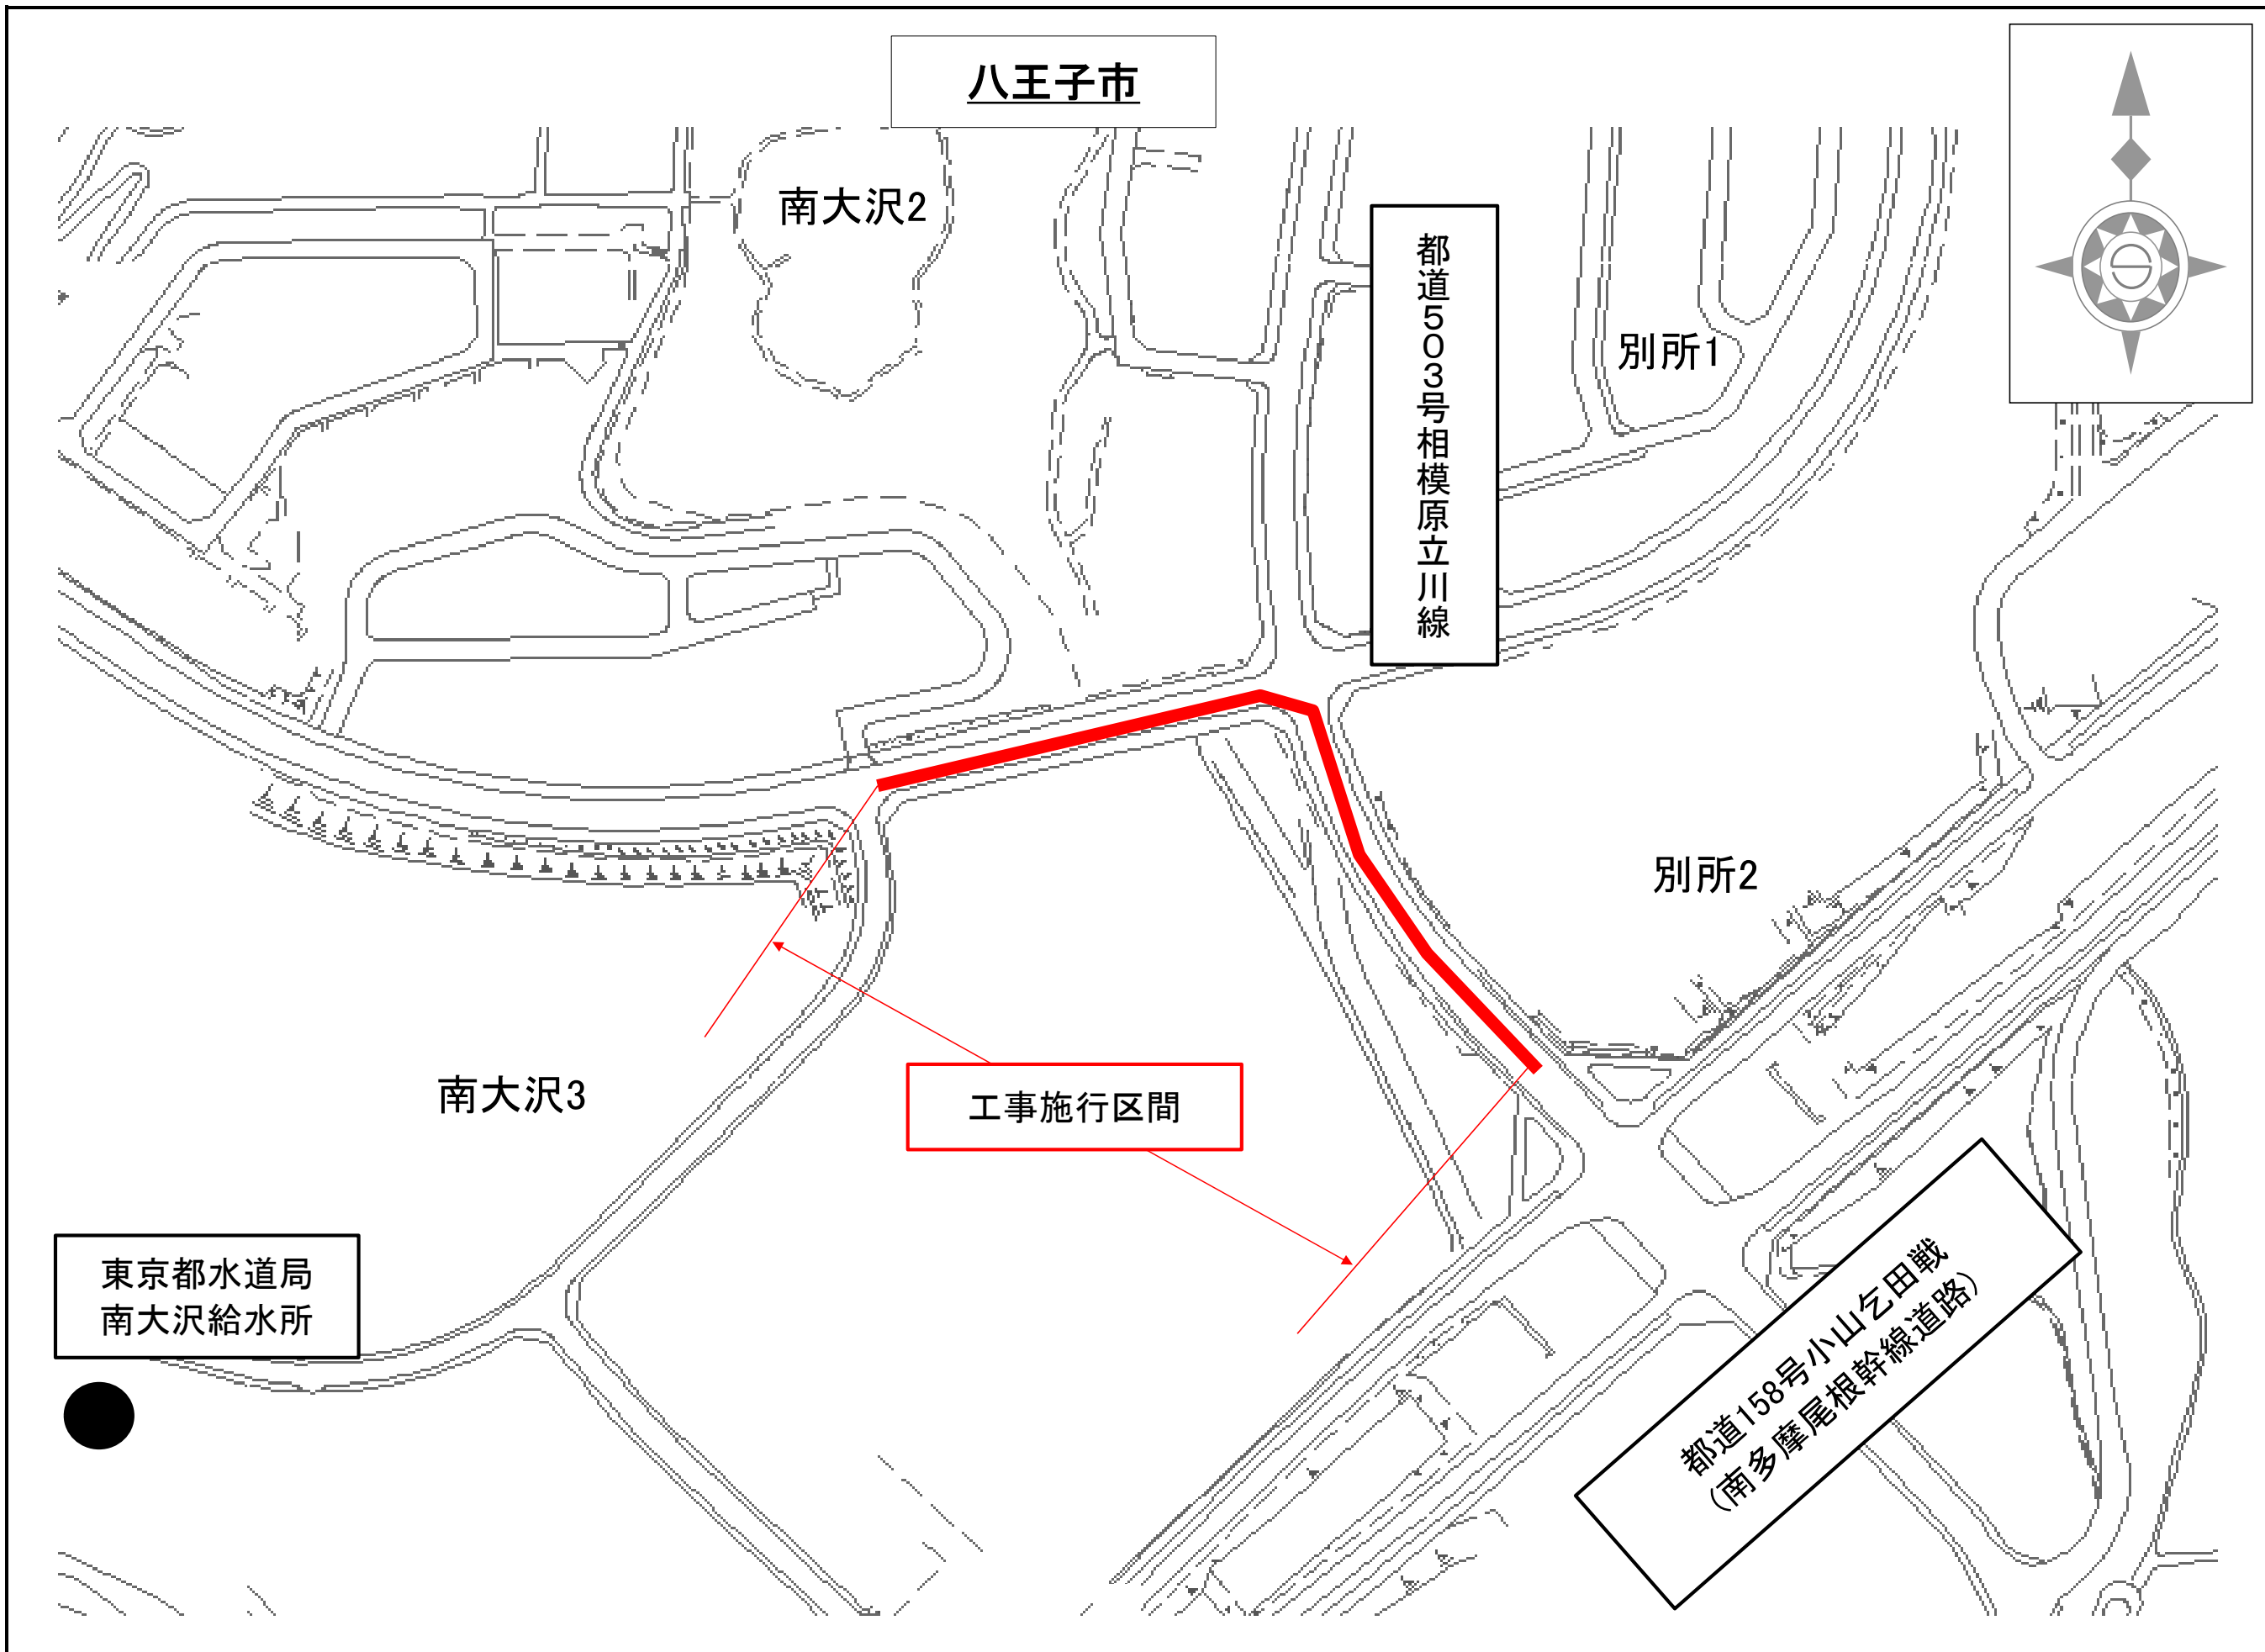 八王子市
南大沢2
都道503号相模原立川線
別所1
別所2
南大沢3
工事施行区間
東京都水道局
南大沢給水所
都道158号小山乞田戦
(南多摩尾根幹線道路)